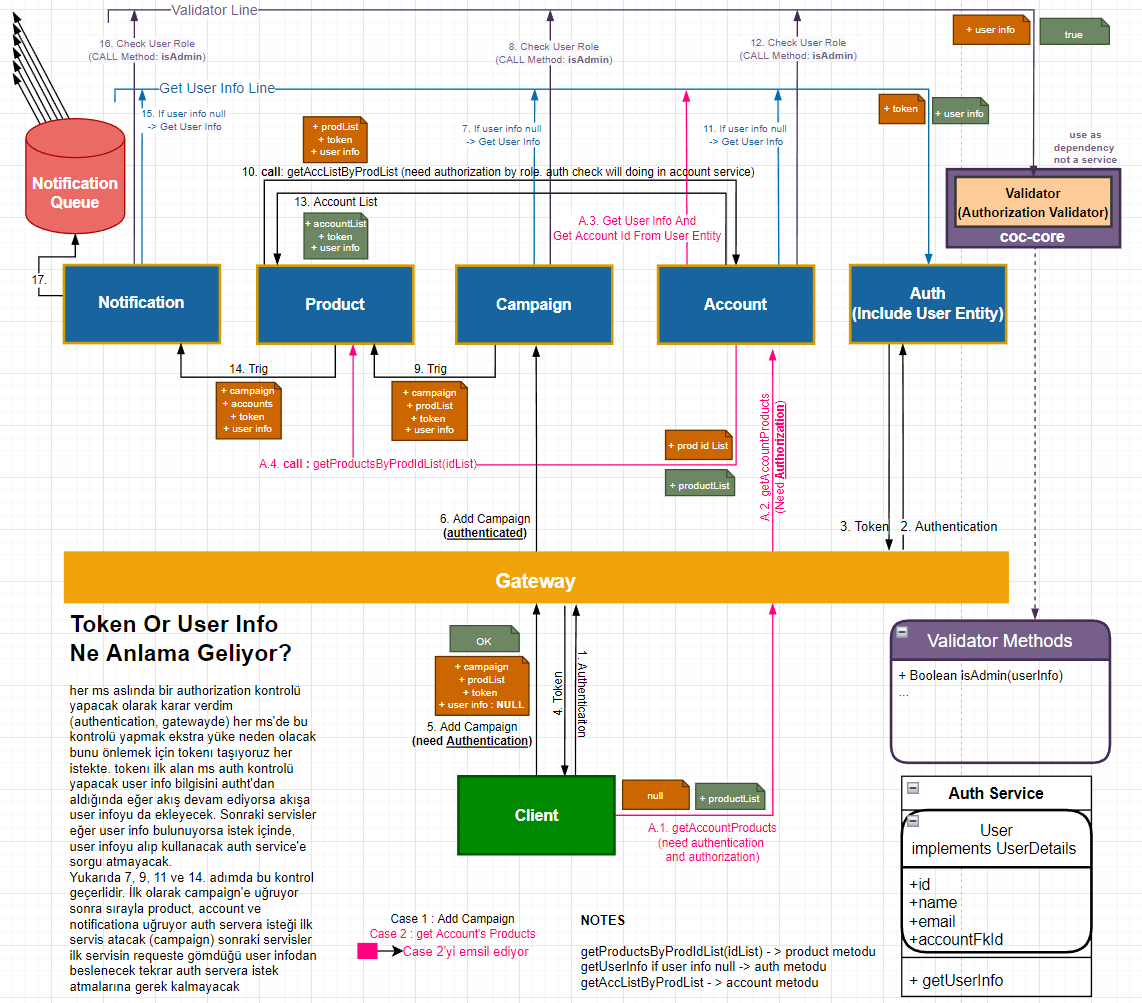 Validator Line
16. Check User Role
(CALL Method: isAdmin)
8. Check User Role
(CALL Method: isAdmin)
12. Check User Role
(CALL Method: isAdmin)
+ user info
true
Get User Info Line
15. If user info null
-> Get User Info
+ prodList
+ token
+ user info
7. If user info null
-> Get User Info
11. If user info null
-> Get User Info
+ token
+ user info
use as
dependency
not a service
Notification
Queue
10. call: getAccListByProdList (need authorization by role. auth check will doing in account service)
13. Account List
+ accountList
+ token
+ user info
A.3. Get User Info And
Get Account Id From User Entity
Validator
(Authorization Validator)
coc-core
17.
Notification
Product
Campaign
Account
Auth
(Include User Entity)
14. Trig
+ campaign
+ accounts
+ token
+ user info
9. Trig
+ campaign
+ prodList
+ token
+ user info
A.4. call : getProductsByProdIdList(idList)
+ prod id List
+ productList
A.2. getAccountProducts
(Need Authorization)
6. Add Campaign
(authenticated)
3. Token
2. Authentication
Gateway
Token Or User Info
Ne Anlama Geliyor?
her ms aslında bir authorization kontrolü
yapacak olarak karar verdim
(authentication, gatewayde) her ms'de bu
kontrolü yapmak ekstra yüke neden olacak
bunu önlemek için tokenı taşıyoruz her
istekte. tokenı ilk alan ms auth kontrolü
yapacak user info bilgisini autht'dan
aldığında eğer akış devam ediyorsa akışa
user infoyu da ekleyecek. Sonraki servisler
eğer user info bulunuyorsa istek içinde,
user infoyu alıp kullanacak auth service'e
sorgu atmayacak.
Yukarıda 7, 9, 11 ve 14. adımda bu kontrol
geçerlidir. İlk olarak campaign'e uğruyor
sonra sırayla product, account ve
notificationa uğruyor auth servera isteği ilk
servis atacak (campaign) sonraki servisler
ilk servisin requeste gömdüğü user infodan
beslenecek tekrar auth servera istek
atmalarına gerek kalmayacak
OK
+ campaign
+ prodList
+ token
+ user info : NULL
5. Add Campaign
(need Authentication)
4. Token
1. Authenticaition
Client
null
+ productList
A.1. getAccountProducts
(need authentication
and authorization)
Validator Methods
+ Boolean isAdmin(userInfo)
...
Auth Service
User
implements UserDetails
+id
+name
+email
+accountFkId
+ getUserInfo
Case 1 : Add Campaign
Case 2 : get Account's Products
Case 2'yi emsil ediyor
NOTES
getProductsByProdIdList(idList) - > product metodu
getUserInfo if user info null -> auth metodu
getAccListByProdList - > account metodu